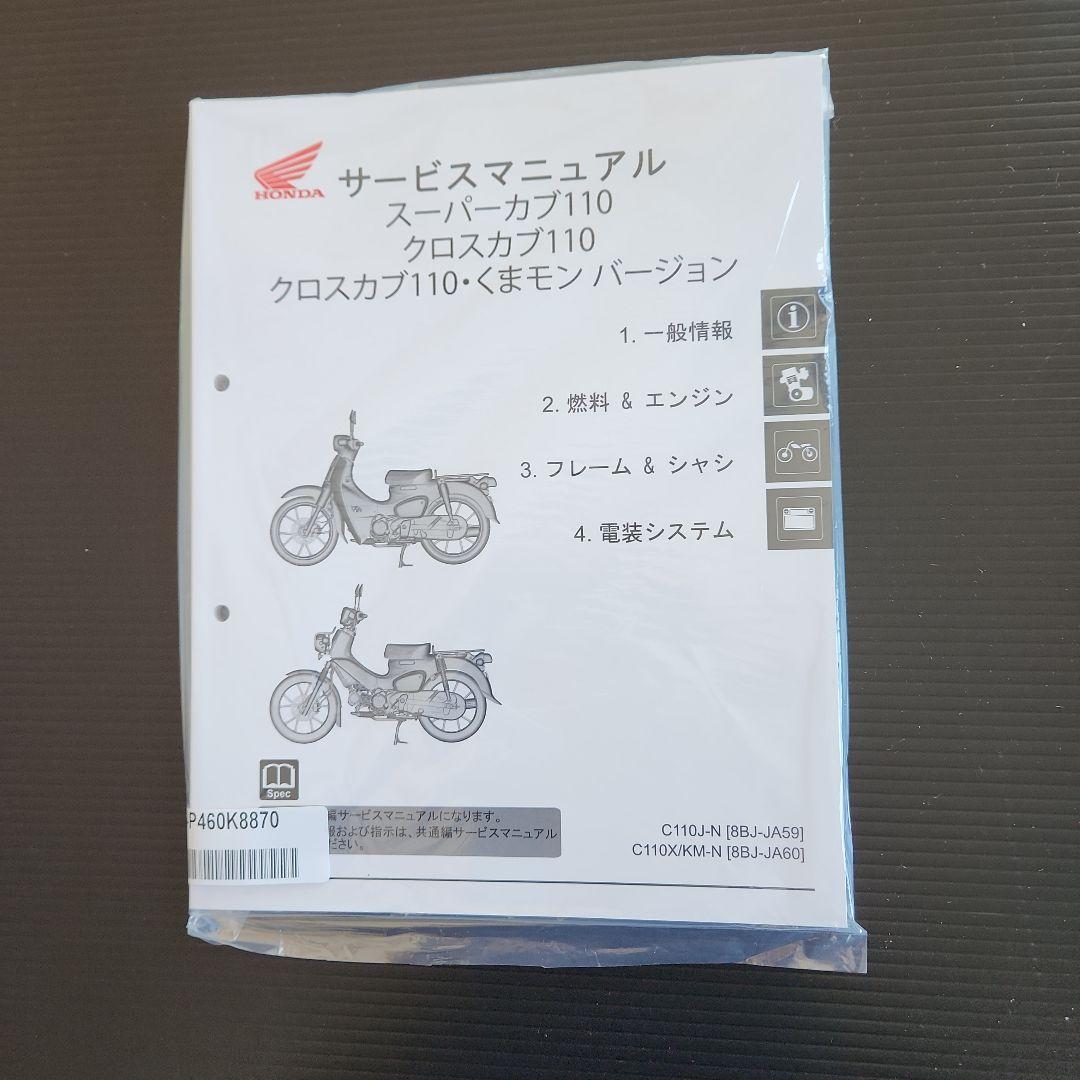 HONDA
サービスマニュアル
スーパーカブ110
クロスカブ110
クロスカブ110・くまモン バージョン
1. 一般情報
2. 燃料 & エンジン
3. フレーム & シャシ
4. 電装システム
Spec
P460K8870
サービスマニュアルになります。
および指示は、共通編サービスマニュアル
ださい。
C110J-N [8BJ-JA59]
C110X/KM-N [8BJ-JA60]